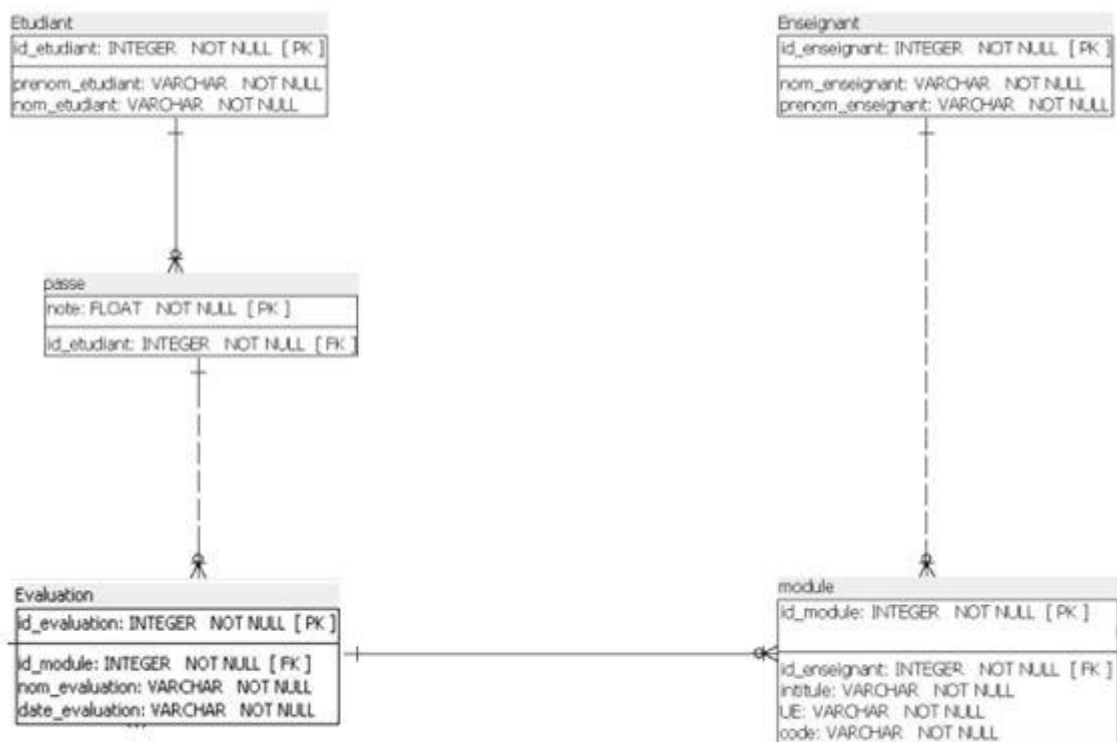 Etudiant
id_etudiant: INTEGER NOT NULL [ PK ]
prenom_etudiant: VARCHAR NOT NULL
nom_etudiant: VARCHAR NOT NULL
Enseignant
id_enseignant: INTEGER NOT NULL [ PK ]
nom_enseignant: VARCHAR NOT NULL
prenom_enseignant: VARCHAR NOT NULL
passe
note: FLOAT NOT NULL [ PK ]
id_etudiant: INTEGER NOT NULL [ FK ]
Evaluation
id_evaluation: INTEGER NOT NULL [ PK ]
id_module: INTEGER NOT NULL [ FK ]
nom_evaluation: VARCHAR NOT NULL
date_evaluation: VARCHAR NOT NULL
module
id_module: INTEGER NOT NULL [ PK ]
id_enseignant: INTEGER NOT NULL [ FK ]
intitule: VARCHAR NOT NULL
UE: VARCHAR NOT NULL
code: VARCHAR NOT NULL